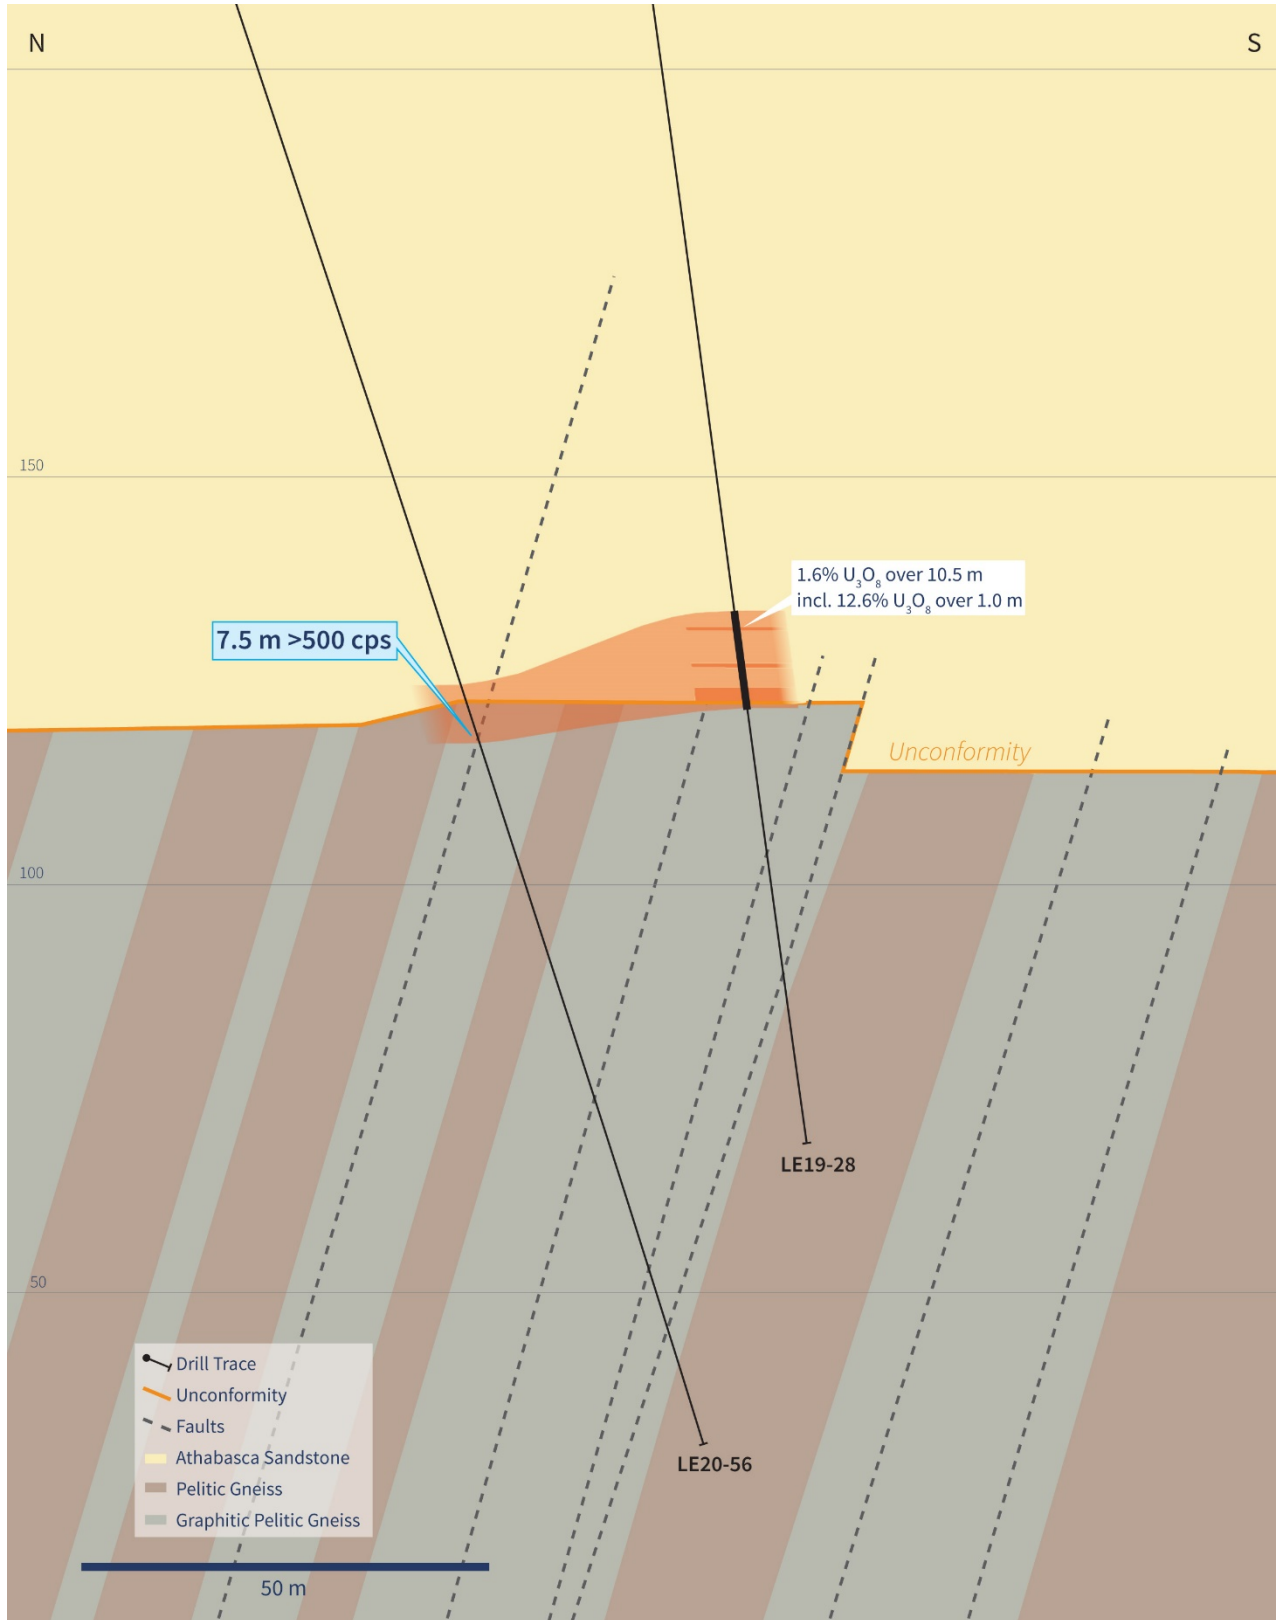 N
S
150
1.6% U₃O₈ over 10.5 m
incl. 12.6% U₃O₈ over 1.0 m
7.5 m >500 cps
Unconformity
100
LE19-28
50
Drill Trace
Unconformity
Faults
Athabasca Sandstone
Pelitic Gneiss
Graphitic Pelitic Gneiss
LE20-56
50 m